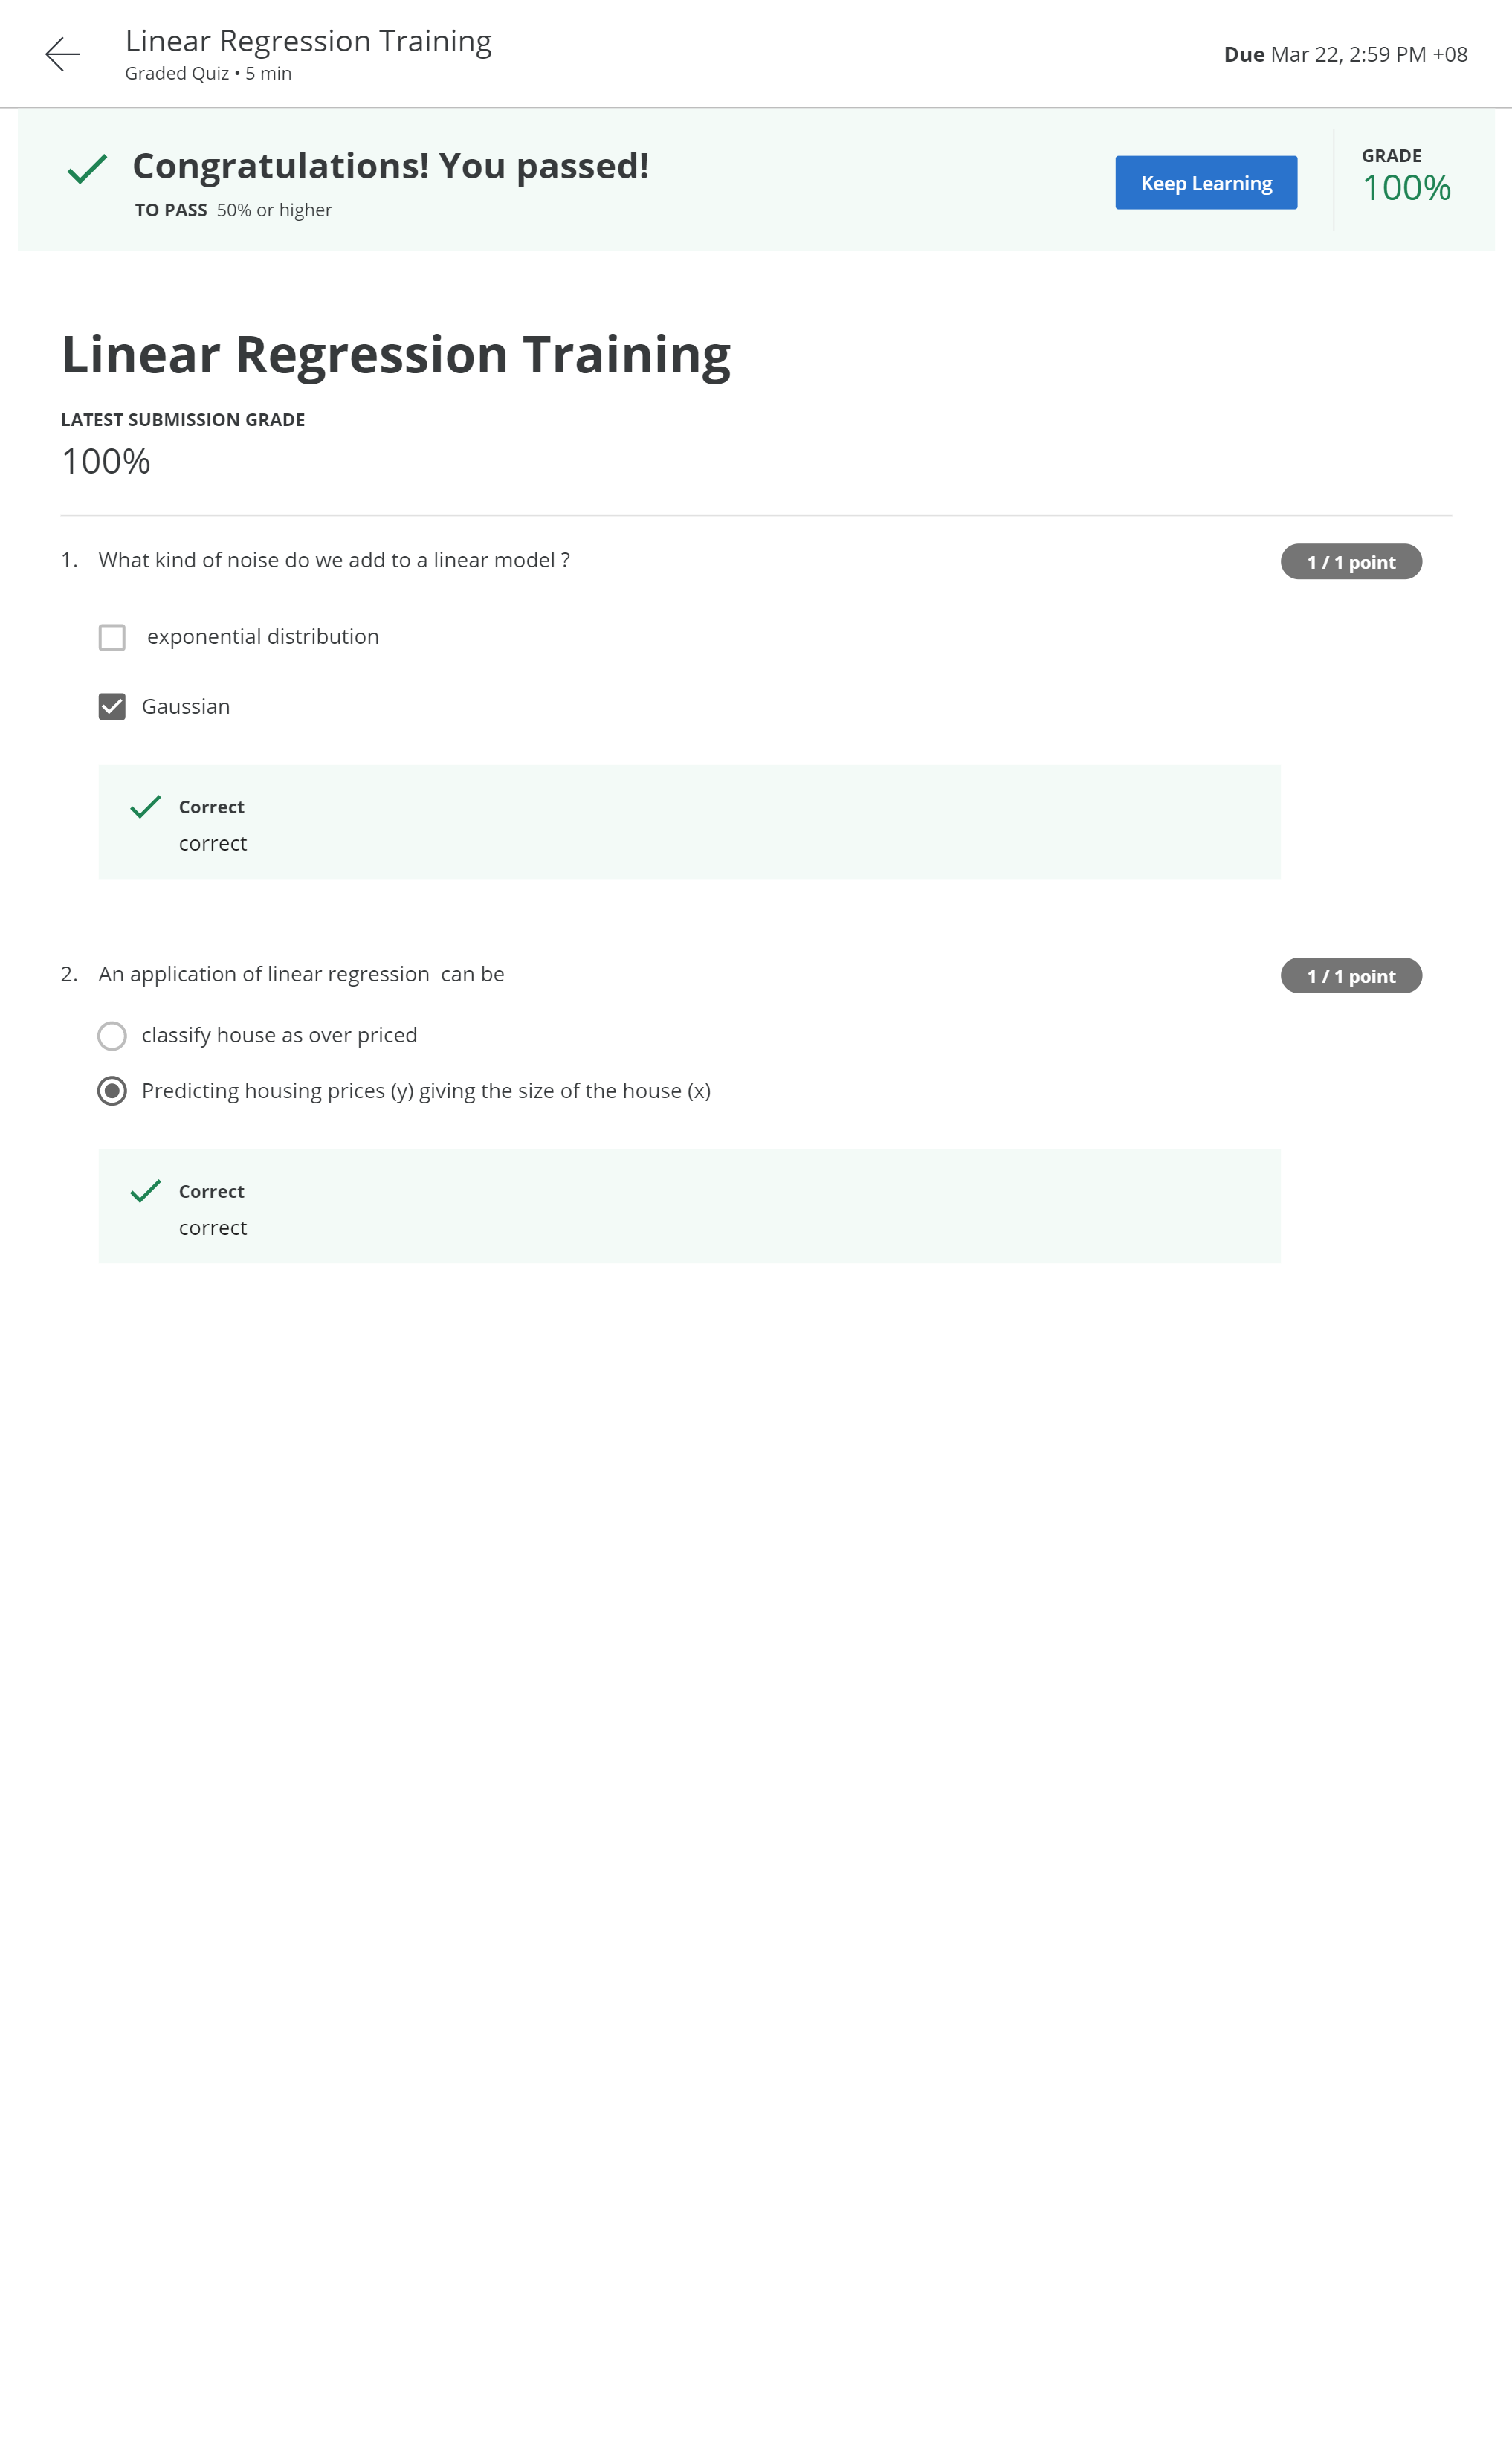 Linear Regression Training
Graded Quiz • 5 min
Due Mar 22, 2:59 PM +08
Congratulations! You passed!
TO PASS 50% or higher
Keep Learning
GRADE
100%
Linear Regression Training
LATEST SUBMISSION GRADE
100%
1. What kind of noise do we add to a linear model ?
1 / 1 point
exponential distribution
Gaussian
Correct
correct
2. An application of linear regression  can be
1 / 1 point
classify house as over priced
Predicting housing prices (y) giving the size of the house (x)
Correct
correct